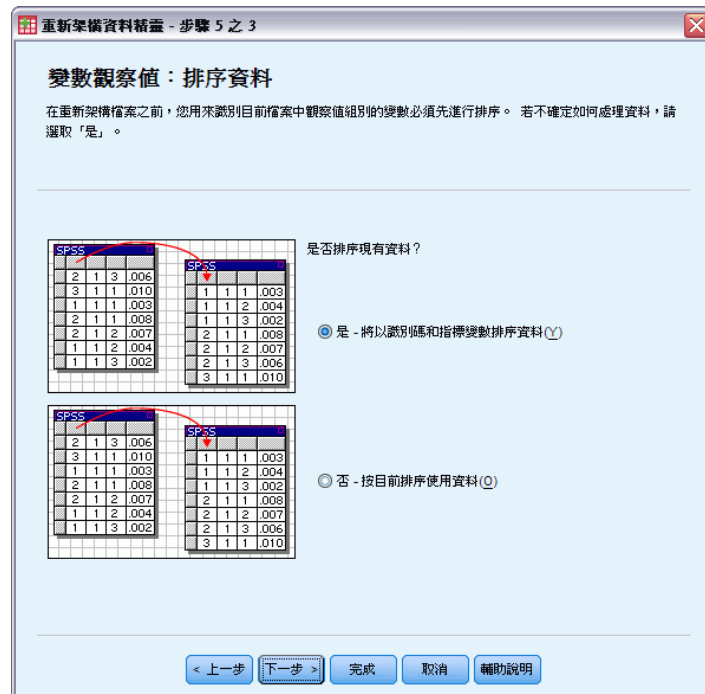 重新架構資料精靈 - 步驟 5 之 3
變數觀察值：排序資料
在重新架構檔案之前，您用來識別目前檔案中觀察值組別的變數必須先進行排序。 若不確定如何處理資料，請
選取「是」。
是否排序現有資料？
SPSS
2 1 3 .006
3 1 1 .010
1 1 1 .003
2 1 1 .008
2 1 2 .007
1 1 2 .004
1 1 3 .002
SPSS
1 1 1 .003
1 1 2 .004
1 1 3 .002
2 1 1 .008
2 1 2 .007
2 1 3 .006
3 1 1 .010
是 - 將以識別碼和指標變數排序資料(Y)
SPSS
2 1 3 .006
3 1 1 .010
1 1 1 .003
2 1 1 .008
2 1 2 .007
1 1 2 .004
1 1 3 .002
SPSS
1 1 1 .003
1 1 2 .004
1 1 3 .002
2 1 1 .008
2 1 2 .007
2 1 3 .006
3 1 1 .010
否 - 按目前排序使用資料(O)
< 上一步 下一步 > 完成 取消 輔助說明